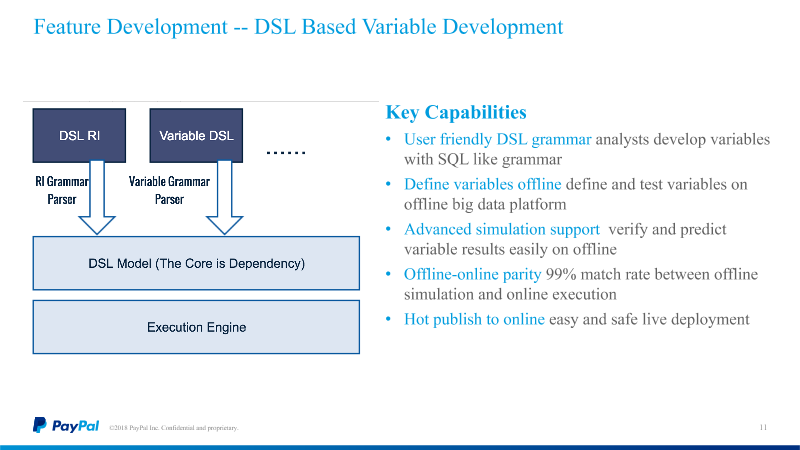 Feature Development -- DSL Based Variable Development
DSL RI
Variable DSL
......
RI Grammar
Parser
Variable Grammar
Parser
DSL Model (The Core is Dependency)
Execution Engine
Key Capabilities
• User friendly DSL grammar analysts develop variables
with SQL like grammar
• Define variables offline define and test variables on
offline big data platform
• Advanced simulation support verify and predict
variable results easily on offline
• Offline-online parity 99% match rate between offline
simulation and online execution
• Hot publish to online easy and safe live deployment
PayPal
©2018 PayPal Inc. Confidential and proprietary.
11